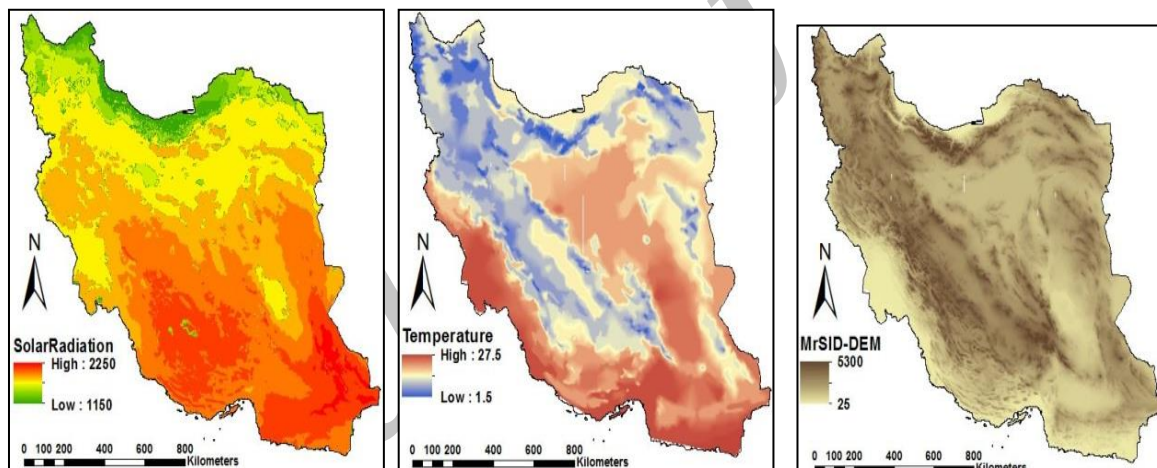 N
SolarRadiation
High : 2250
Low : 1150
0 100 200 400 600 800
Kilometers
N
Temperature
High : 27.5
Low : 1.5
0 100 200 400 600 800
Kilometers
N
MrSID-DEM
5300
25
0 100 200 400 600 800
Kilometers